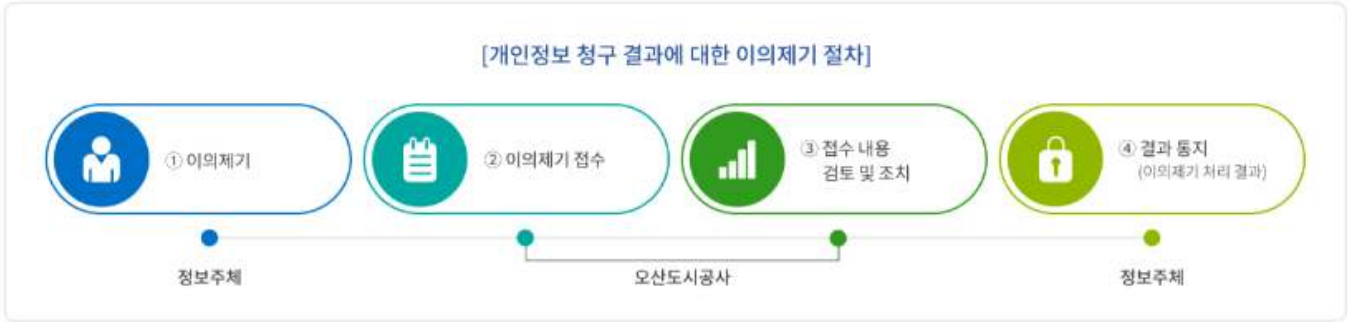 [개인정보 청구 결과에 대한 이의제기 절차]
① 이의제기
② 이의제기 접수
③ 접수 내용
검토 및 조치
④ 결과 통지
(이의제기 처리 결과)
정보주체
오산도시공사
정보주체